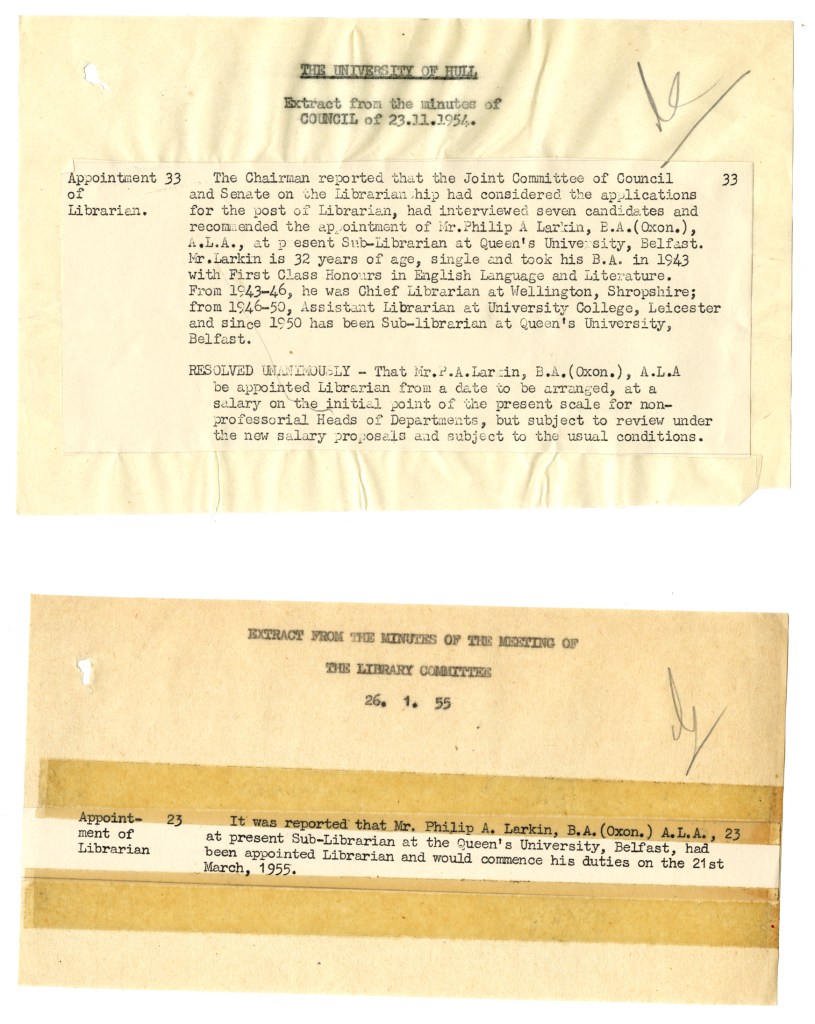 THE UNIVERSITY OF HULL
Extract from the minutes of
COUNCIL of 23.11.1954.
Appointment 33 The Chairman reported that the Joint Committee of Council 33
of and Senate on the Librarianship had considered the applications
Librarian. for the post of Librarian, had interviewed seven candidates and
recommended the appointment of Mr.Philip A Larkin, B.A.(Oxon.),
A.L.A., at present Sub-Librarian at Queen's University, Belfast.
Mr.Larkin is 32 years of age, single and took his B.A. in 1943
with First Class Honours in English Language and Literature.
From 1943-46, he was Chief Librarian at Wellington, Shropshire;
from 1946-50, Assistant Librarian at University College, Leicester
and since 1950 has been Sub-librarian at Queen's University,
Belfast.
RESOLVED UNANIMOUSLY - That Mr.P.A.Larkin, B.A.(Oxon.), A.L.A
be appointed Librarian from a date to be arranged, at a
salary on the initial point of the present scale for non-
professorial Heads of Departments, but subject to review under
the new salary proposals and subject to the usual conditions.
EXTRACT FROM THE MINUTES OF THE MEETING OF
THE LIBRARY COMMITTEE
26. 1. 55
Appoint- 23 It was reported that Mr. Philip A. Larkin, B.A.(Oxon.) A.L.A., 23
ment of at present Sub-Librarian at the Queen's University, Belfast, had
Librarian been appointed Librarian and would commence his duties on the 21st
March, 1955.